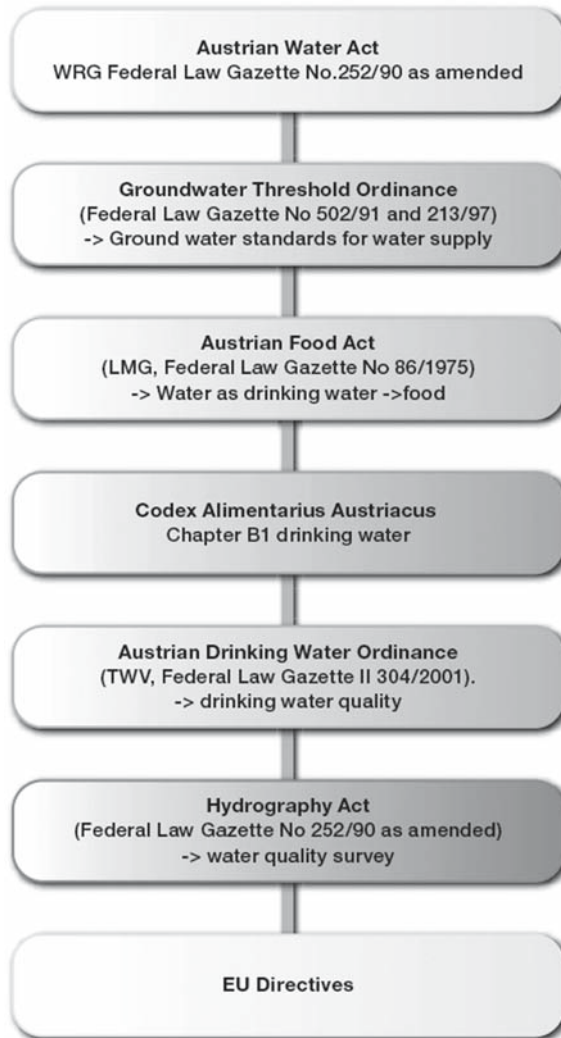 Austrian Water Act
WRG Federal Law Gazette No.252/90 as amended
Groundwater Threshold Ordinance
(Federal Law Gazette No 502/91 and 213/97)
-> Ground water standards for water supply
Austrian Food Act
(LMG, Federal Law Gazette No 86/1975)
-> Water as drinking water ->food
Codex Alimentarius Austriacus
Chapter B1 drinking water
Austrian Drinking Water Ordinance
(TWV, Federal Law Gazette II 304/2001).
-> drinking water quality
Hydrography Act
(Federal Law Gazette No 252/90 as amended)
-> water quality survey
EU Directives